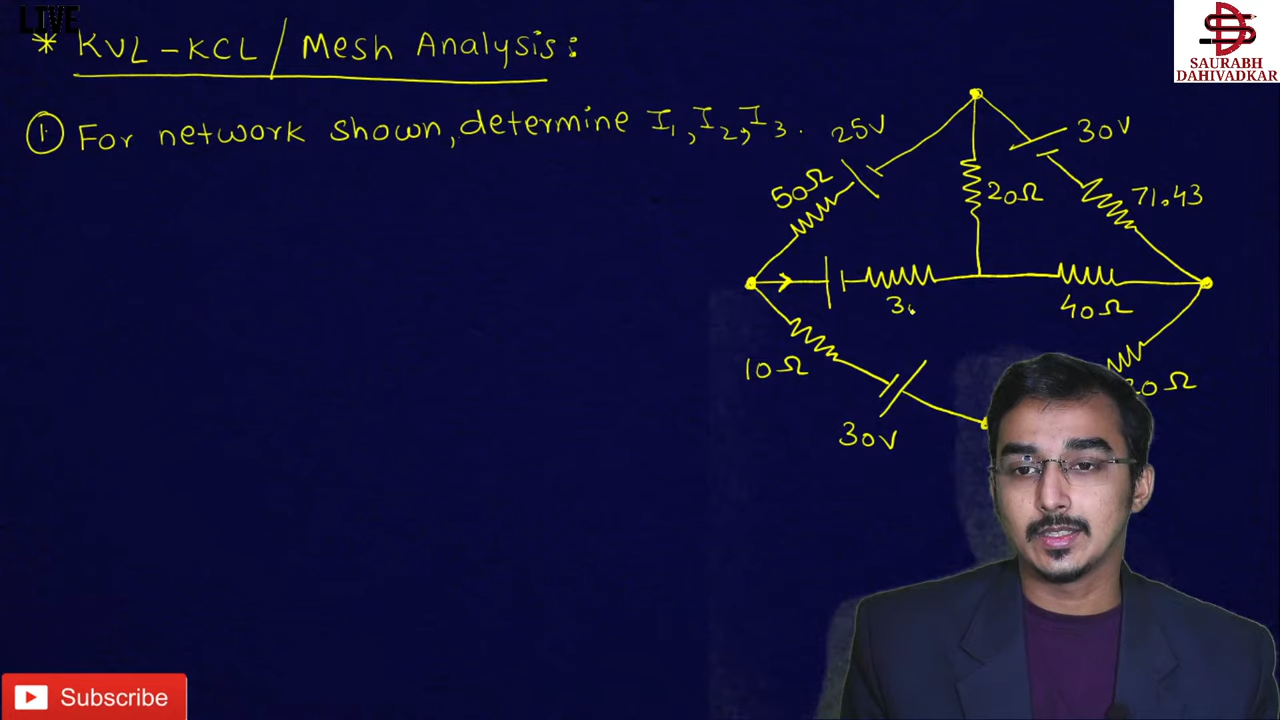 LIVE
* KVL-KCL / Mesh Analysis:
① For network shown, determine I₁, I₂, I₃.
SAURABH
DAHIVADKAR
25V
30V
50Ω
20Ω
71.43
3
40Ω
10Ω
30V
Subscribe